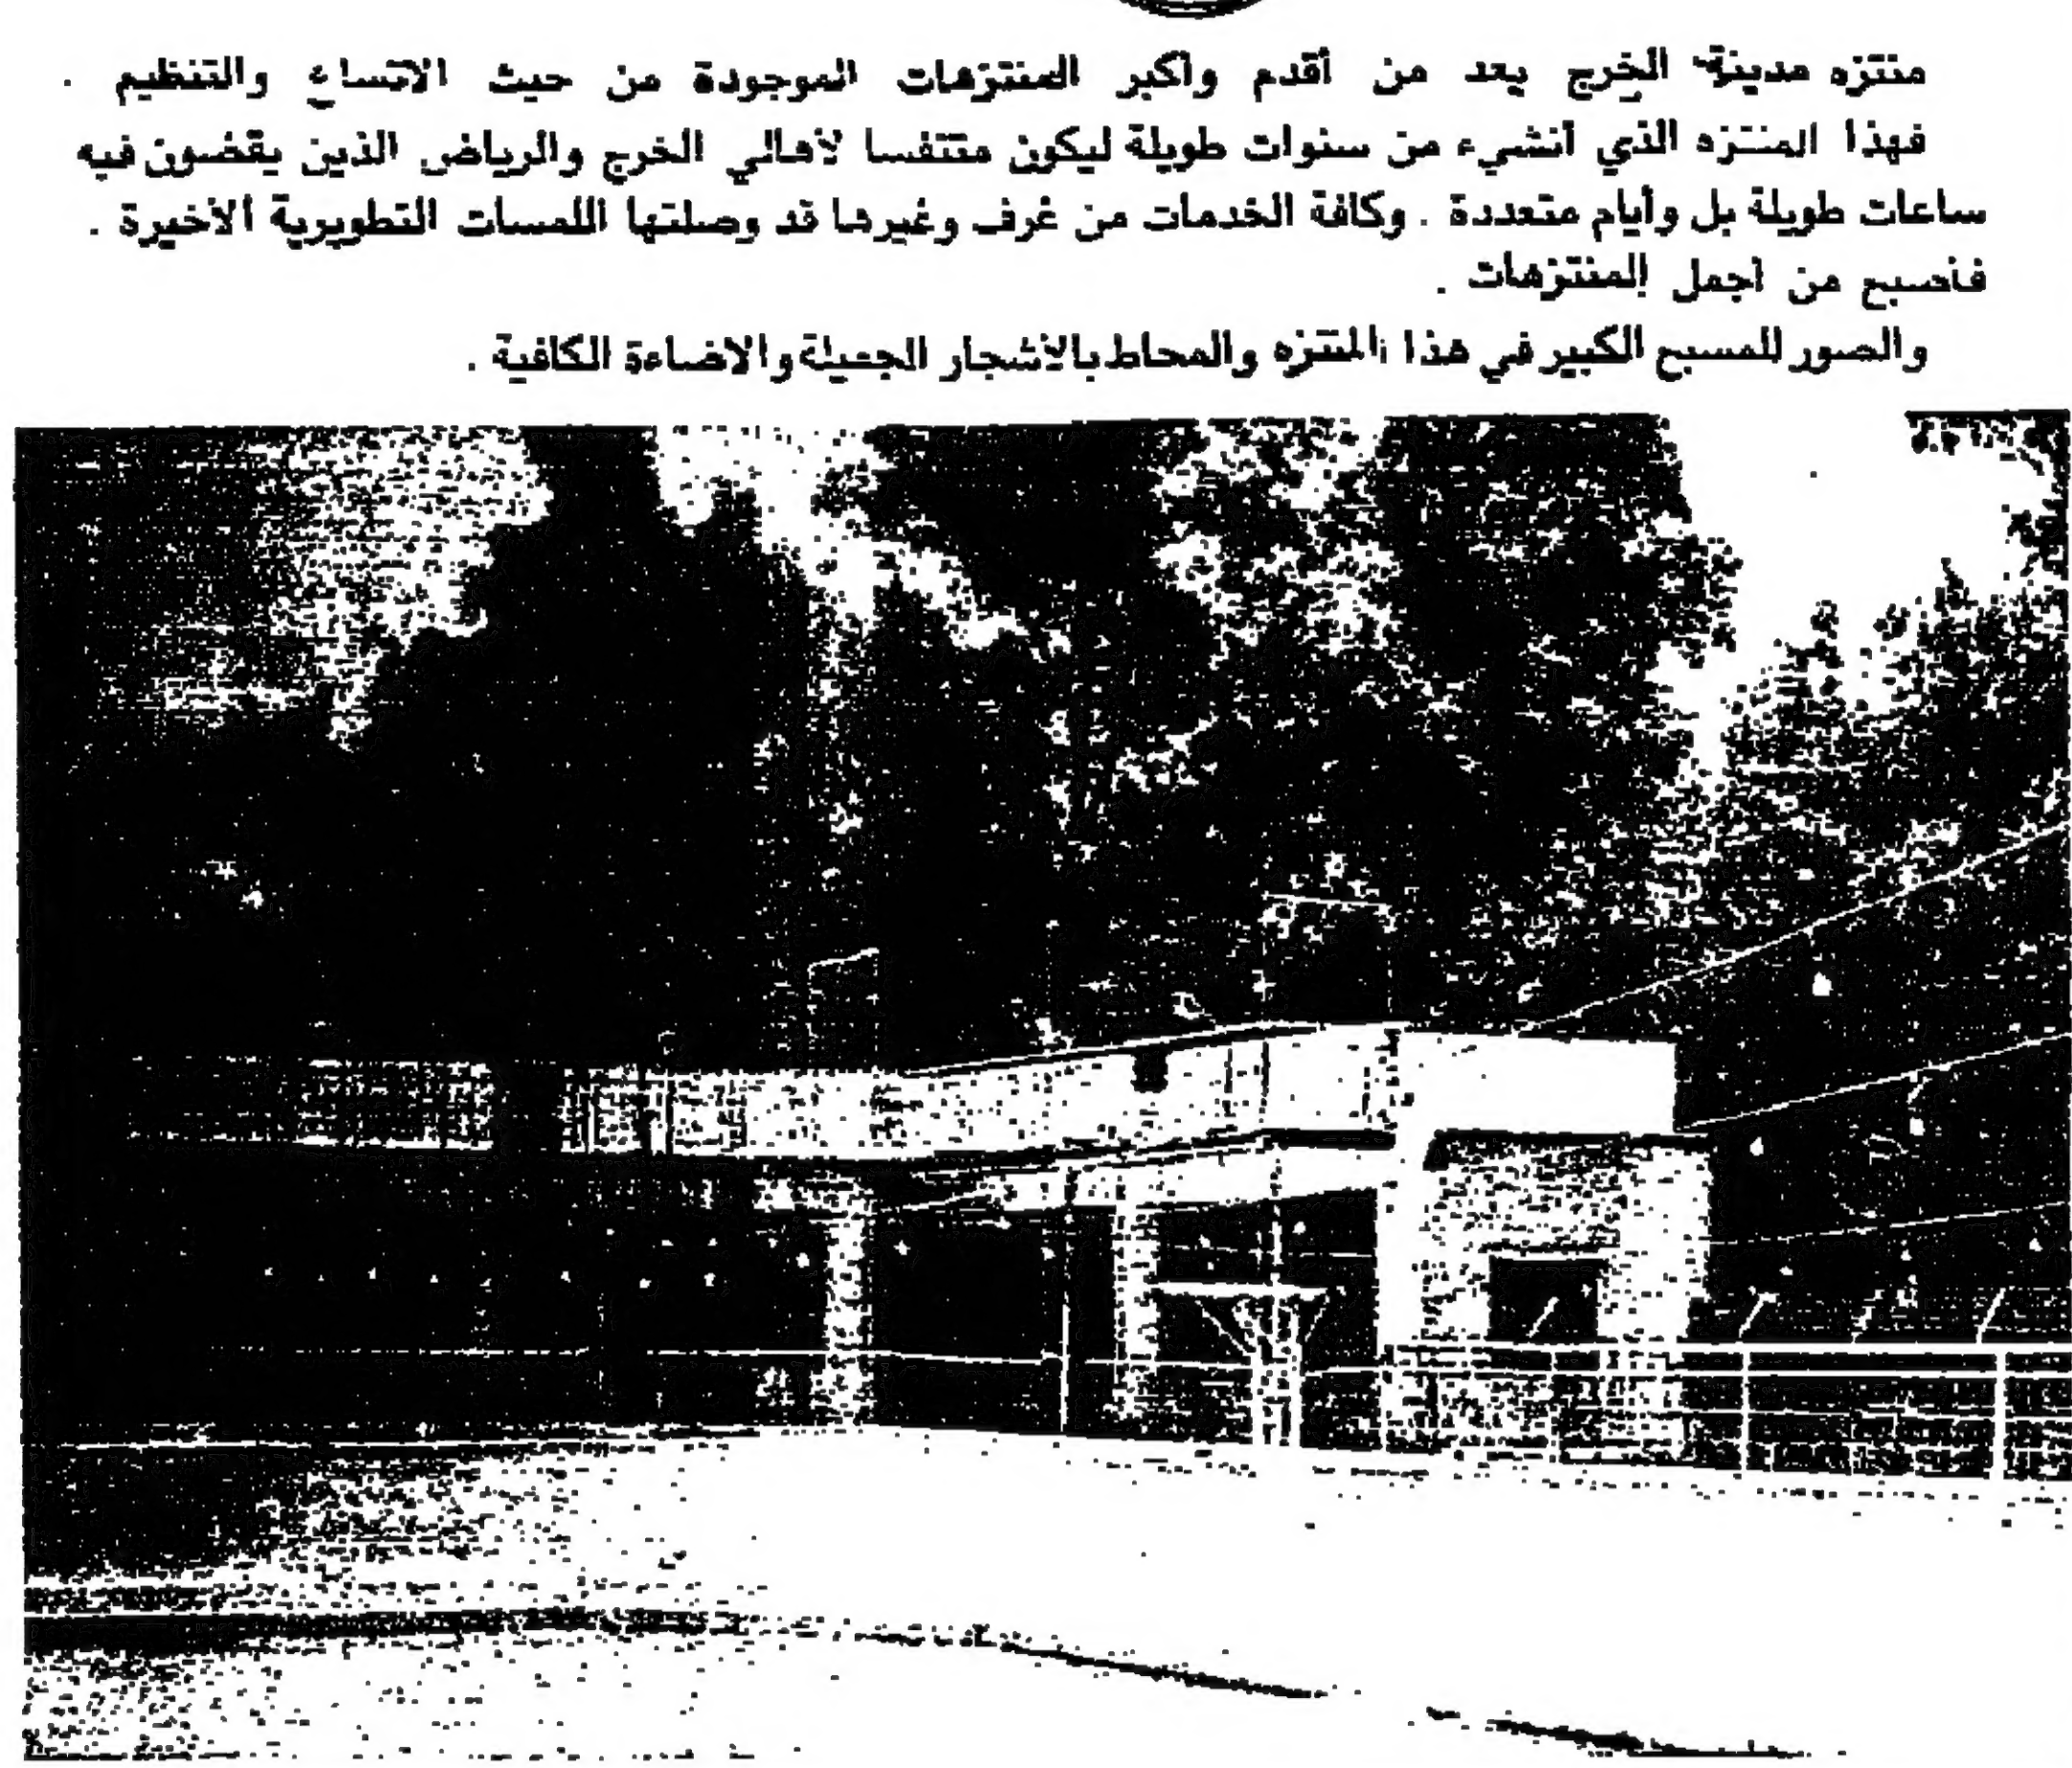 منتزه مدينة الخرج يعد من أقدم واكبر المنتزهات الموجودة من حيث الاتساع والتنظيم .
فهذا المنتزه الذي أنشيء من سنوات طويلة ليكون متنفسا لأهالي الخرج والرياض الذين يقضون فيه
ساعات طويلة بل وأيام متعددة . وكافة الخدمات من غرف وغيرها قد وصلتها اللمسات التطويرية الأخيرة .
فأصبح من اجمل المنتزهات .
والصور للمسبح الكبير في هذا المنتزه والمحاط بالأشجار الجميلة والاضاءة الكافية .